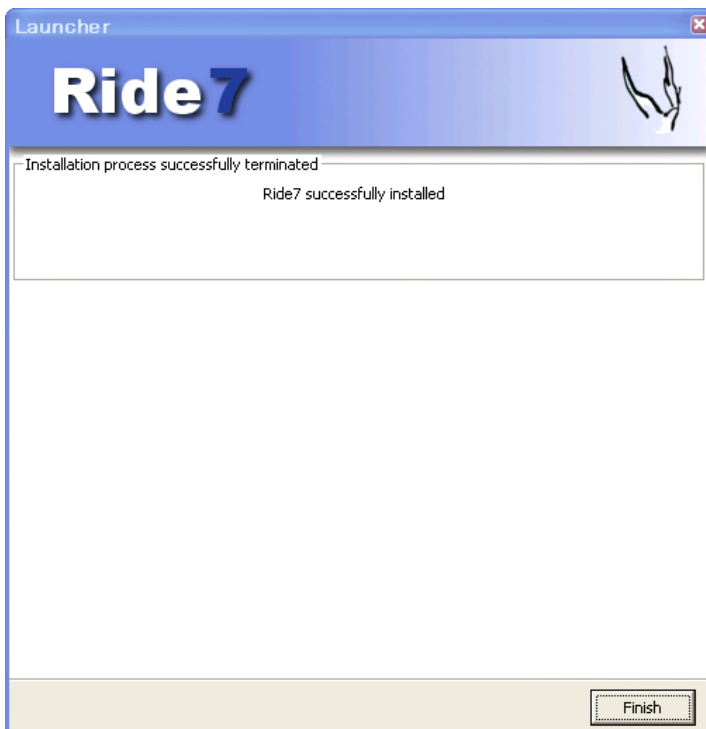 Launcher
Ride7
Installation process successfully terminated
Ride7 successfully installed
Finish